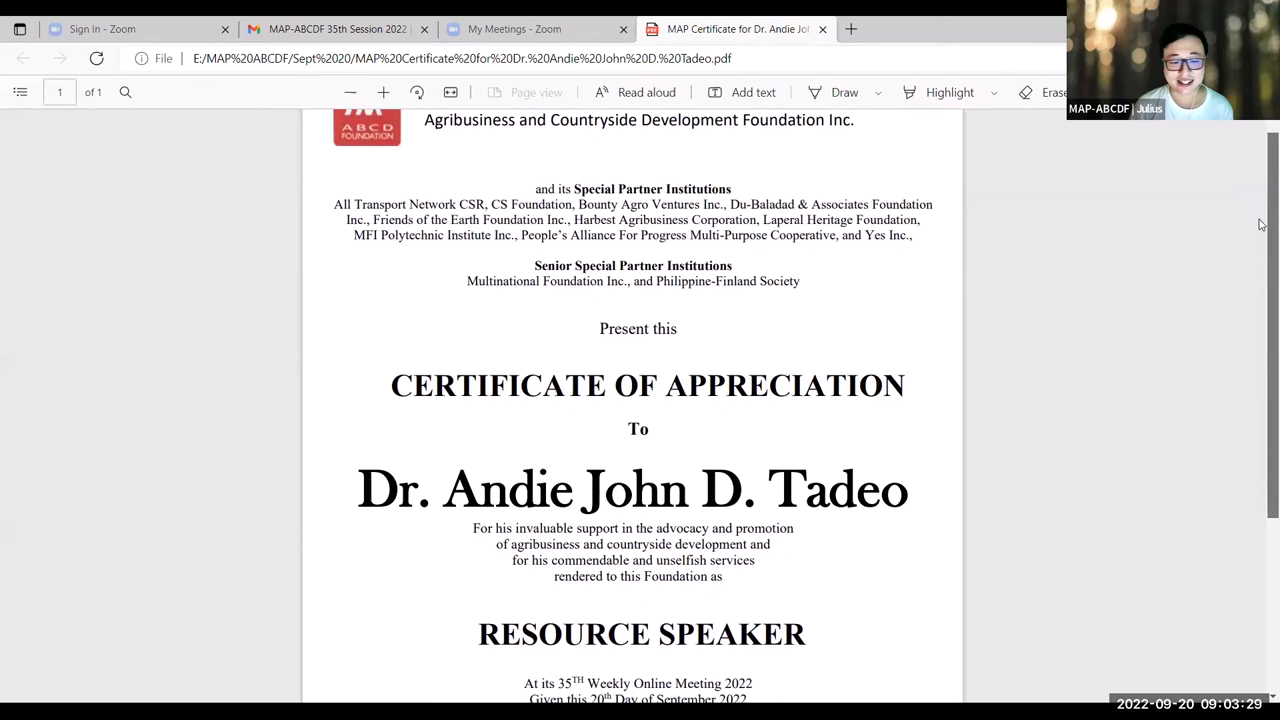 Sign In - Zoom
MAP-ABCDF 35th Session 2022 |
My Meetings - Zoom
MAP Certificate for Dr. Andie Jo
File
E:/MAP%20ABCDF/Sept%2020/MAP%20Certificate%20for%20Dr.%20Andie%20John%20D.%20Tadeo.pdf
1 of 1
Page view
Read aloud
Add text
Draw
Highlight
Eras
MAP-ABCDF | Julius
ABCD
FOUNDATION
Agribusiness and Countryside Development Foundation Inc.
and its Special Partner Institutions
All Transport Network CSR, CS Foundation, Bounty Agro Ventures Inc., Du-Baladad & Associates Foundation
Inc., Friends of the Earth Foundation Inc., Harbest Agribusiness Corporation, Laperal Heritage Foundation,
MFI Polytechnic Institute Inc., People’s Alliance For Progress Multi-Purpose Cooperative, and Yes Inc.,
Senior Special Partner Institutions
Multinational Foundation Inc., and Philippine-Finland Society
Present this
CERTIFICATE OF APPRECIATION
To
Dr. Andie John D. Tadeo
For his invaluable support in the advocacy and promotion
of agribusiness and countryside development and
for his commendable and unselfish services
rendered to this Foundation as
RESOURCE SPEAKER
At its 35TH Weekly Online Meeting 2022
Given this 20th Day of September 2022
2022-09-20 09:03:29